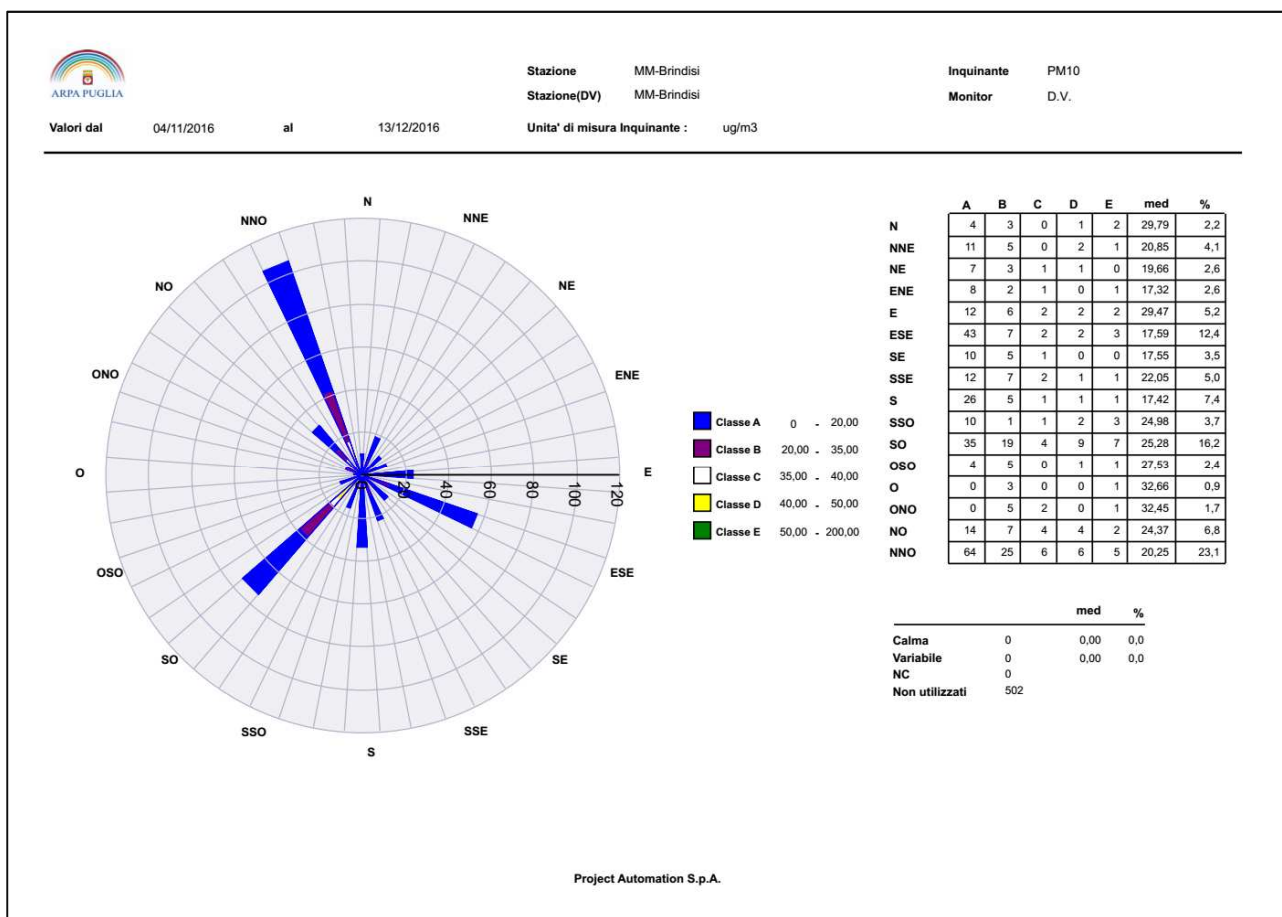 ARPA PUGLIA
Stazione MM-Brindisi Inquinante PM10
Stazione(DV) MM-Brindisi Monitor D.V.
Valori dal 04/11/2016 al 13/12/2016 Unita' di misura Inquinante : ug/m3
N
NNE
NE
ENE
E
ESE
SE
SSE
S
SSO
SO
OSO
O
ONO
NO
NNO
0 20 40 60 80 100 120
Classe A 0 - 20,00
Classe B 20,00 - 35,00
Classe C 35,00 - 40,00
Classe D 40,00 - 50,00
Classe E 50,00 - 200,00
A B C D E med %
N 4 3 0 1 2 29,79 2,2
NNE 11 5 0 2 1 20,85 4,1
NE 7 3 1 1 0 19,66 2,6
ENE 8 2 1 0 1 17,32 2,6
E 12 6 2 2 2 29,47 5,2
ESE 43 7 2 2 3 17,59 12,4
SE 10 5 1 0 0 17,55 3,5
SSE 12 7 2 1 1 22,05 5,0
S 26 5 1 1 1 17,42 7,4
SSO 10 1 1 2 3 24,98 3,7
SO 35 19 4 9 7 25,28 16,2
OSO 4 5 0 1 1 27,53 2,4
O 0 3 0 0 1 32,66 0,9
ONO 0 5 2 0 1 32,45 1,7
NO 14 7 4 4 2 24,37 6,8
NNO 64 25 6 6 5 20,25 23,1
med %
Calma 0 0,00 0,0
Variabile 0 0,00 0,0
NC 0
Non utilizzati 502
Project Automation S.p.A.